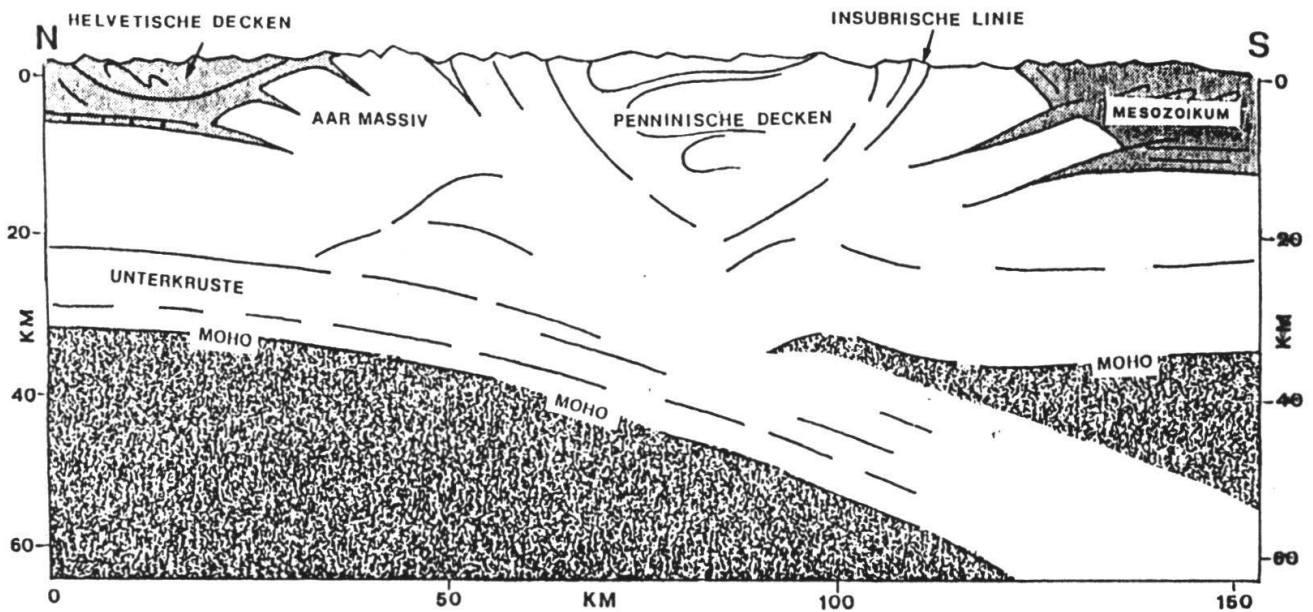 HELVETISCHE DECKEN
INSUBRISCHE LINIE
N
S
0
0
AAR MASSIV
PENNINISCHE DECKEN
MESOZOIKUM
20
20
UNTERKRUSTE
KM
KM
MOHO
MOHO
40
MOHO
40
60
60
0
50
KM
100
150